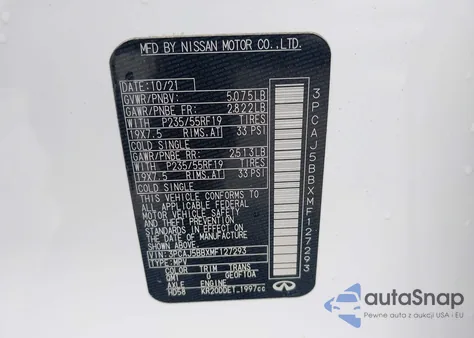 MFD BY NISSAN MOTOR CO.,LTD.
DATE: 10/21
GVWR/PNBV: 5075LB
GAWR/PNBE FR: 2822LB
WITH P235/55RF19 TIRES
19X7.5 RIMS,AT 33 PSI
COLD SINGLE
GAWR/PNBE RR: 2513LB
WITH P235/55RF19 TIRES
19X7.5 RIMS,AT 33 PSI
COLD SINGLE
THIS VEHICLE CONFORMS TO
ALL APPLICABLE FEDERAL
MOTOR VEHICLE SAFETY
AND THEFT PREVENTION
STANDARDS IN EFFECT
ON THE DATE OF MANUFACTURE
SHOWN ABOVE.
VIN: 3PCAJ5BBXMF127293
TYPE: MPV
COLOR TRIM TRANS
QM1 G GE0F10A
AXLE ENGINE
HD58 KR20DDET 1997cc
3PCAJ5BBXMF127293
autoSnap
Pewne auta z aukcji w USA